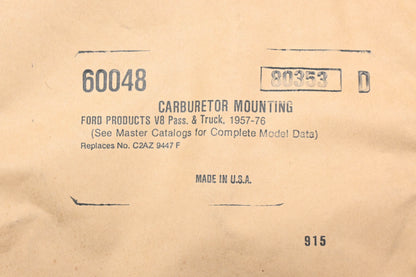 60048 80353 D
CARBURETOR MOUNTING
FORD PRODUCTS V8 Pass. & Truck, 1957-76
(See Master Catalogs for Complete Model Data)
Replaces No. C2AZ 9447 F
MADE IN U.S.A.
915